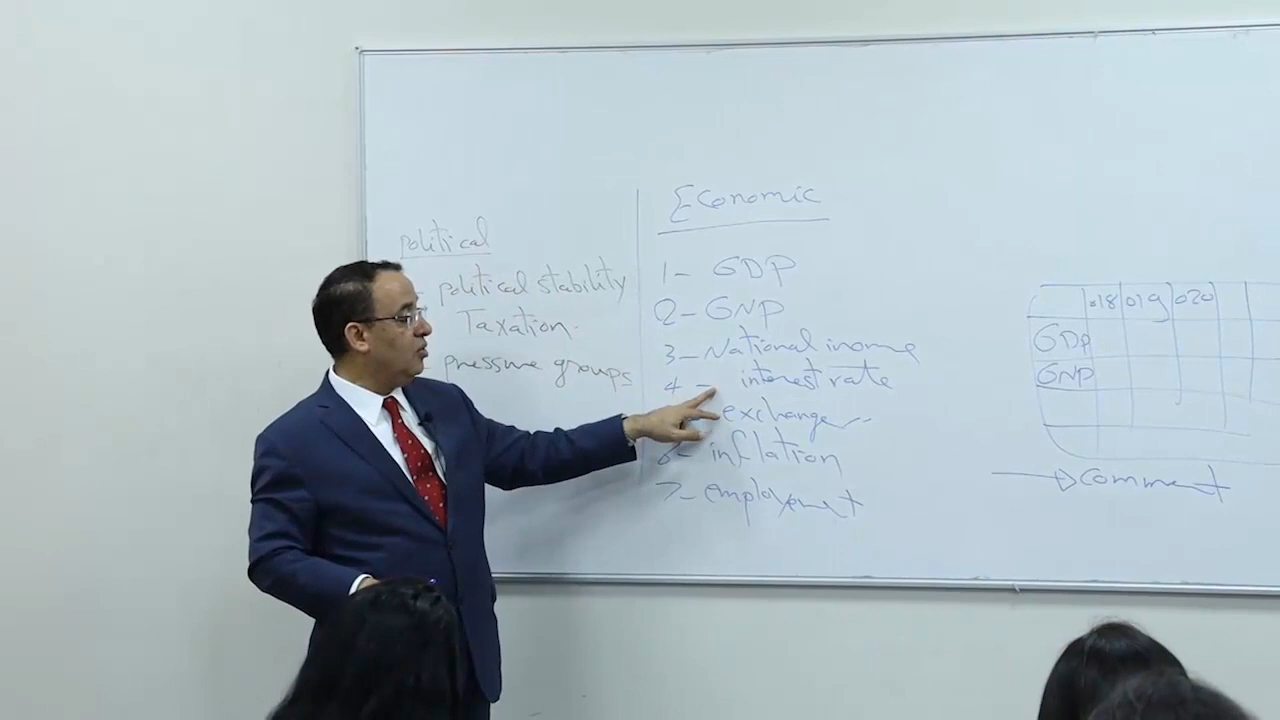 political
- political stability
Taxation.
pressure groups
Economic
1- GDP
2- GNP
3- National income
4- interest rate
exchange r..
6- inflation
7- employment
018 019 020
GDP
GNP
→ comment